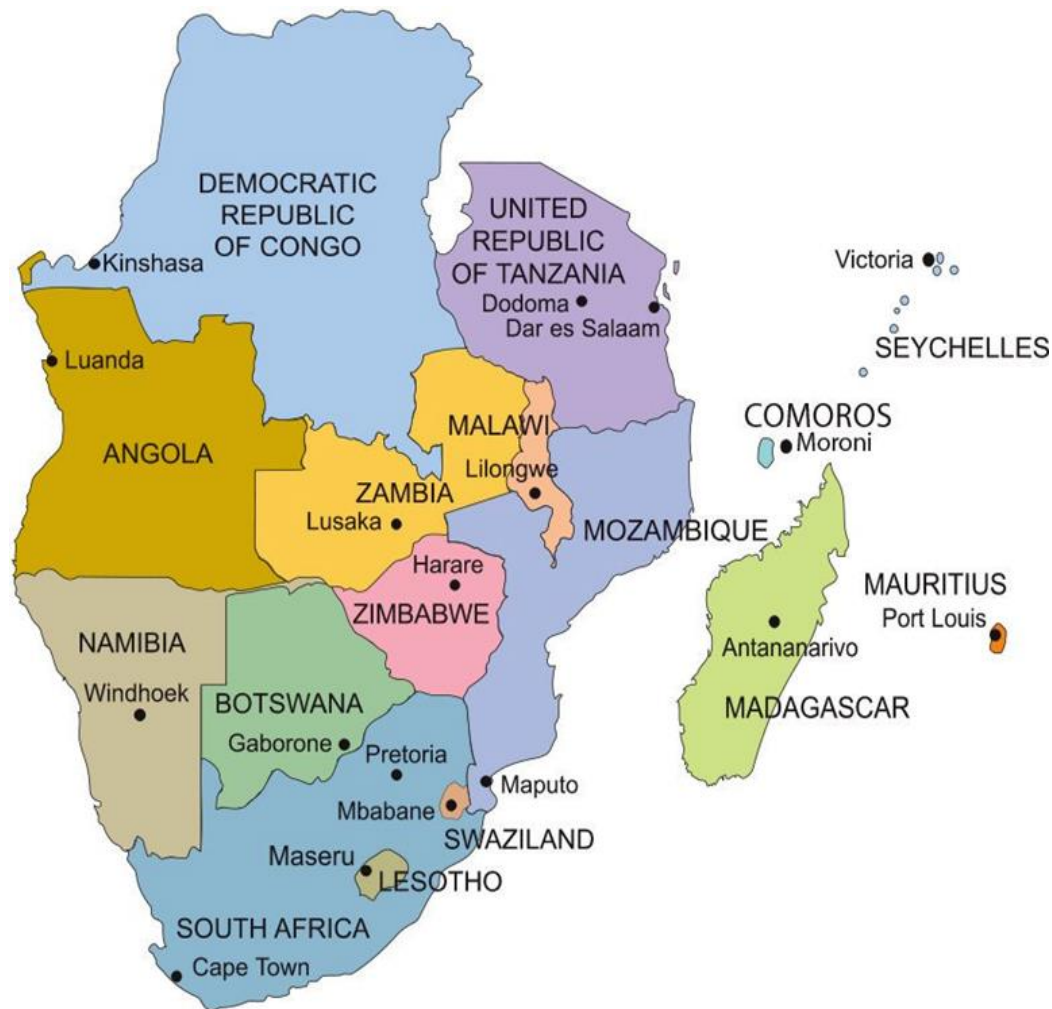 DEMOCRATIC
REPUBLIC
OF CONGO
Kinshasa
UNITED
REPUBLIC
OF TANZANIA
Dodoma
Dar es Salaam
Victoria
SEYCHELLES
Luanda
ANGOLA
MALAWI
Lilongwe
ZAMBIA
Lusaka
COMOROS
Moroni
MOZAMBIQUE
Harare
ZIMBABWE
MAURITIUS
Port Louis
Antananarivo
MADAGASCAR
NAMIBIA
Windhoek
BOTSWANA
Gaborone
Pretoria
Mbabane
Maputo
SWAZILAND
Maseru
LESOTHO
SOUTH AFRICA
Cape Town